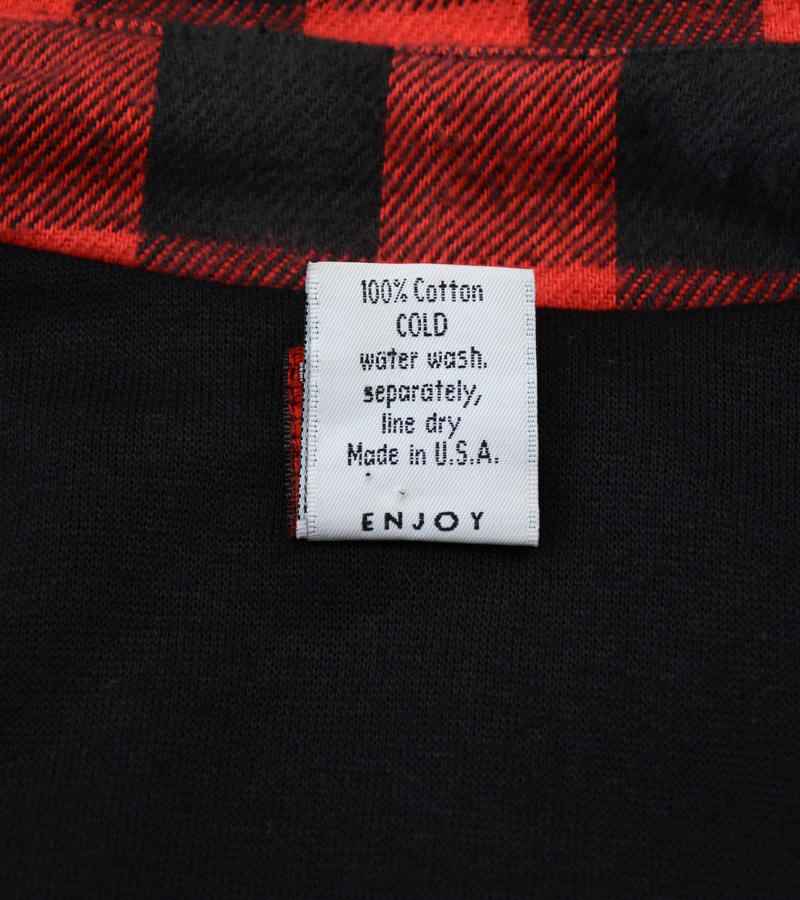 100% Cotton
COLD
water wash.
separately,
line dry
Made in U.S.A.
ENJOY